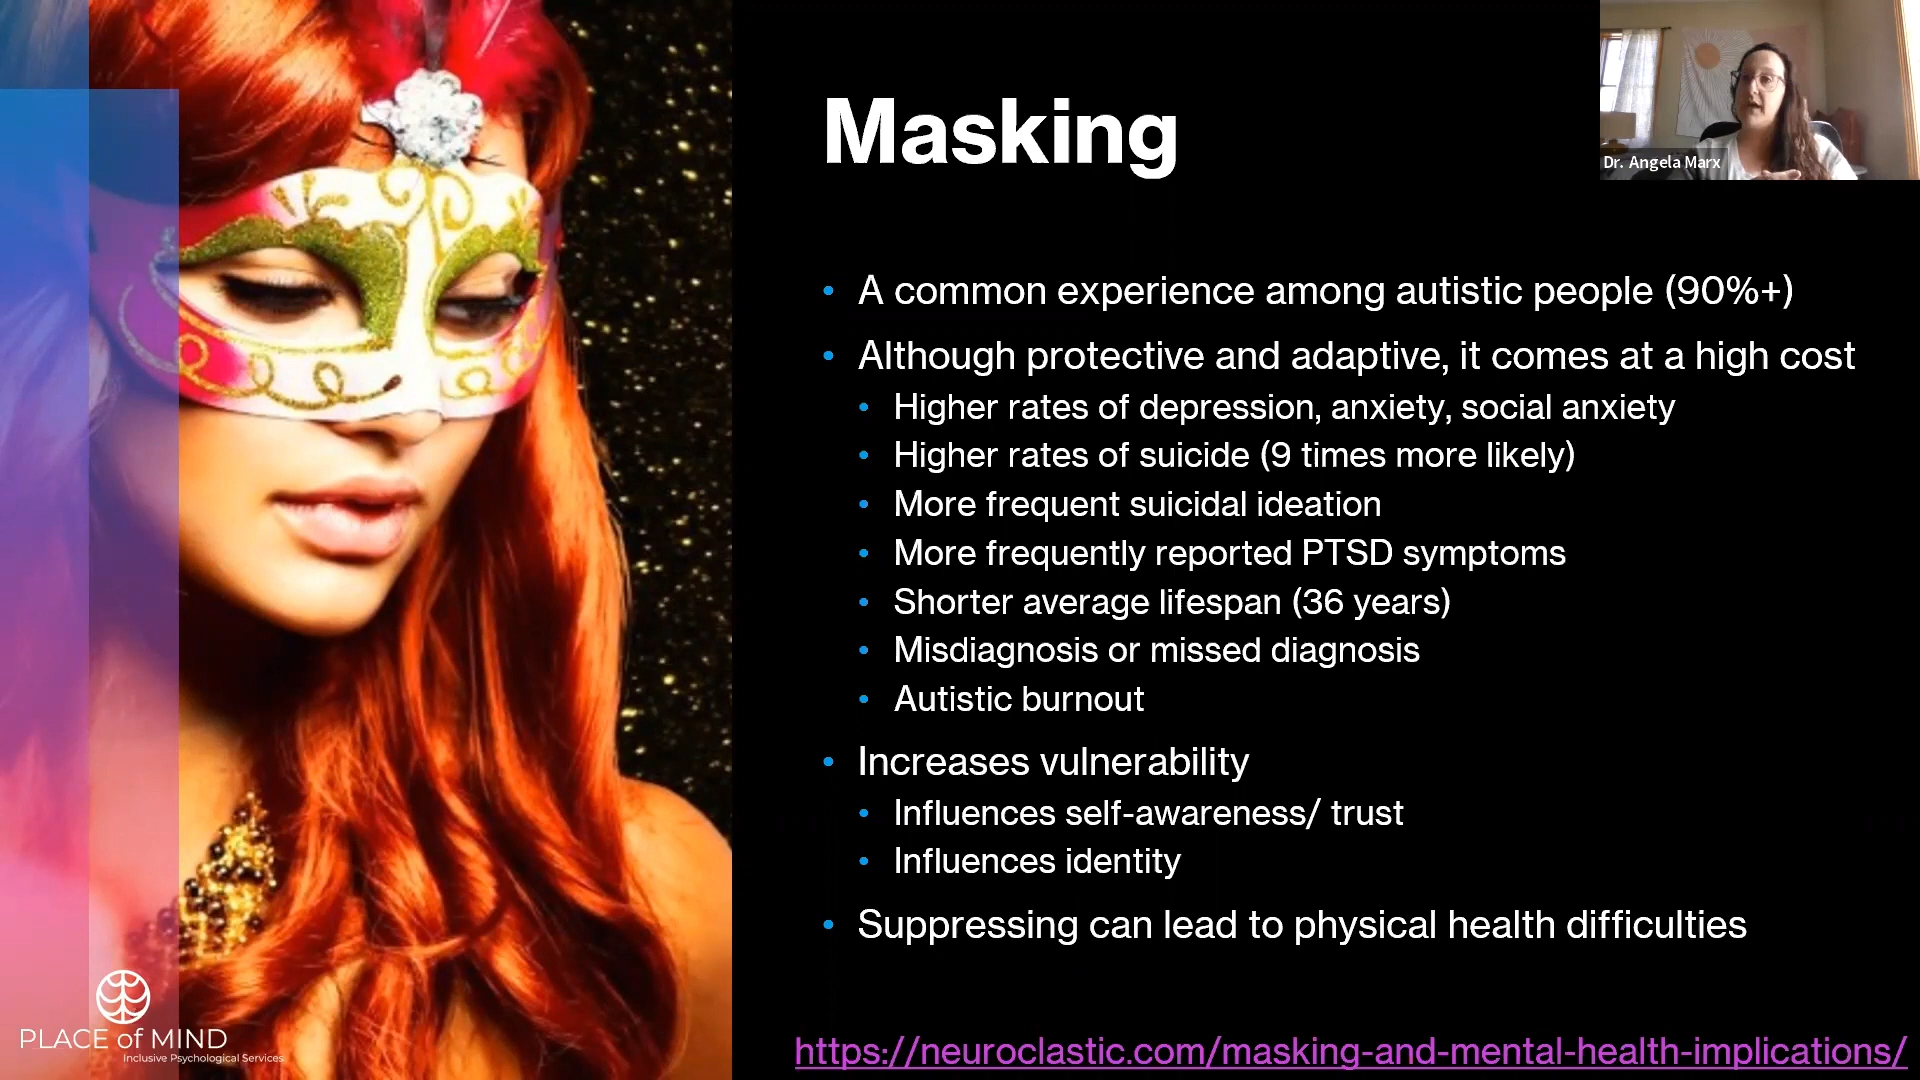 Masking
Dr. Angela Marx
A common experience among autistic people (90%+)
Although protective and adaptive, it comes at a high cost
Higher rates of depression, anxiety, social anxiety
Higher rates of suicide (9 times more likely)
More frequent suicidal ideation
More frequently reported PTSD symptoms
Shorter average lifespan (36 years)
Misdiagnosis or missed diagnosis
Autistic burnout
Increases vulnerability
Influences self-awareness/ trust
Influences identity
Suppressing can lead to physical health difficulties
PLACE of MIND
Inclusive Psychological Services
https://neuroclastic.com/masking-and-mental-health-implications/